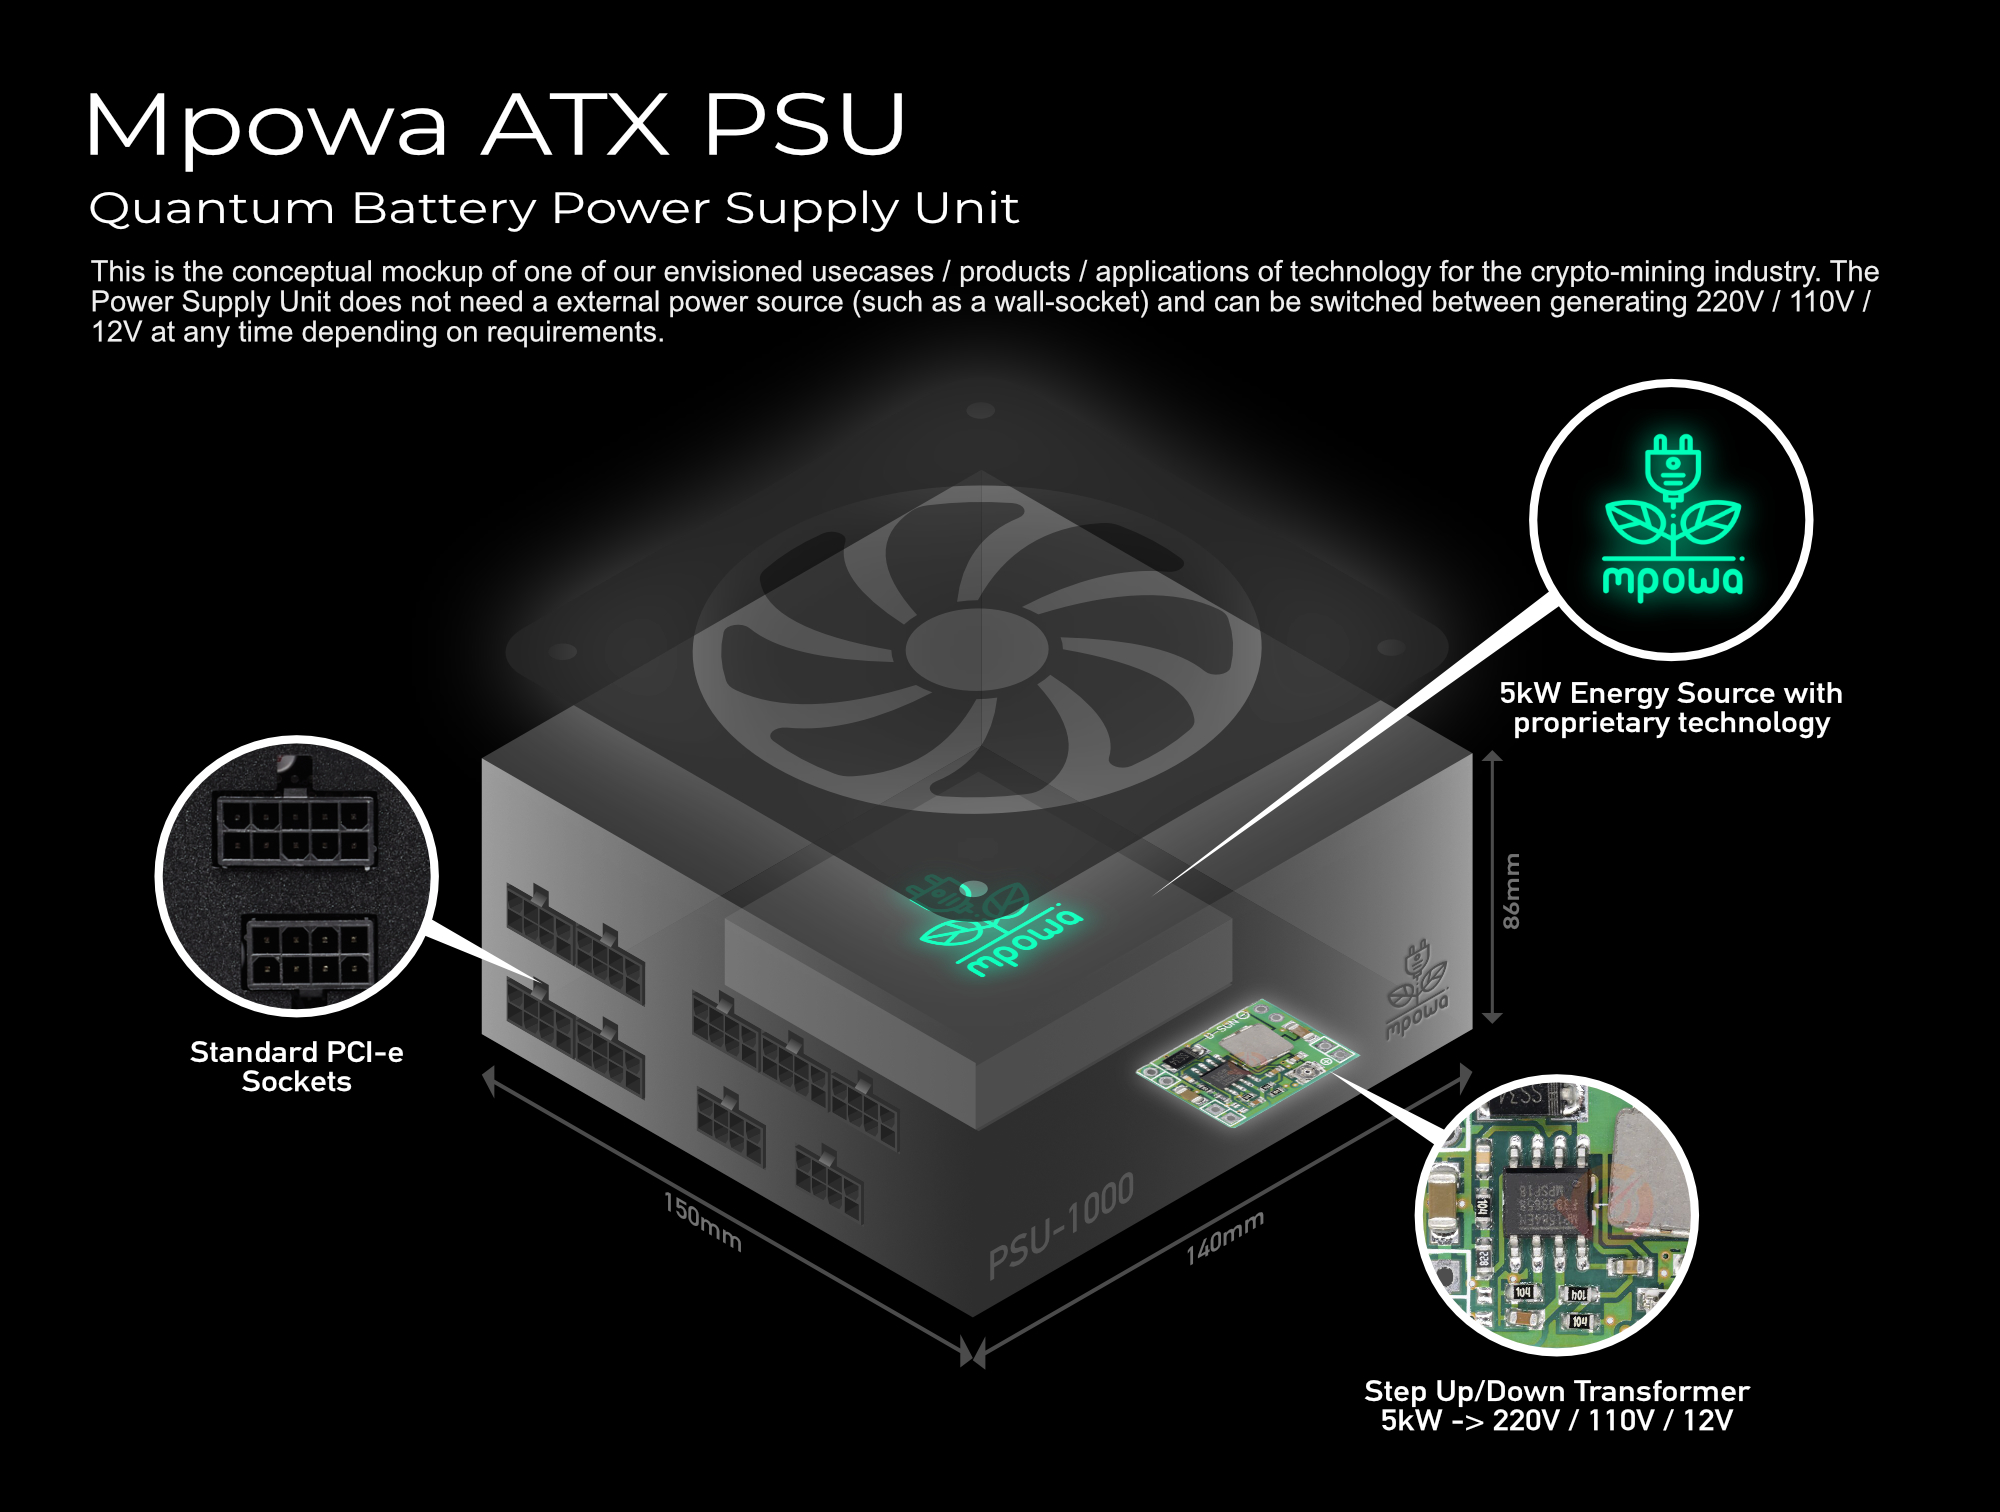 Mpowa ATX PSU
Quantum Battery Power Supply Unit
This is the conceptual mockup of one of our envisioned usecases / products / applications of technology for the crypto-mining industry. The
Power Supply Unit does not need a external power source (such as a wall-socket) and can be switched between generating 220V / 110V /
12V at any time depending on requirements.
mpowa
5kW Energy Source with
proprietary technology
86mm
mpowa
mpowa
Standard PCI-e
Sockets
150mm
PSU-1000
140mm
SS34
104
104
104
104
Step Up/Down Transformer
5kW -> 220V / 110V / 12V